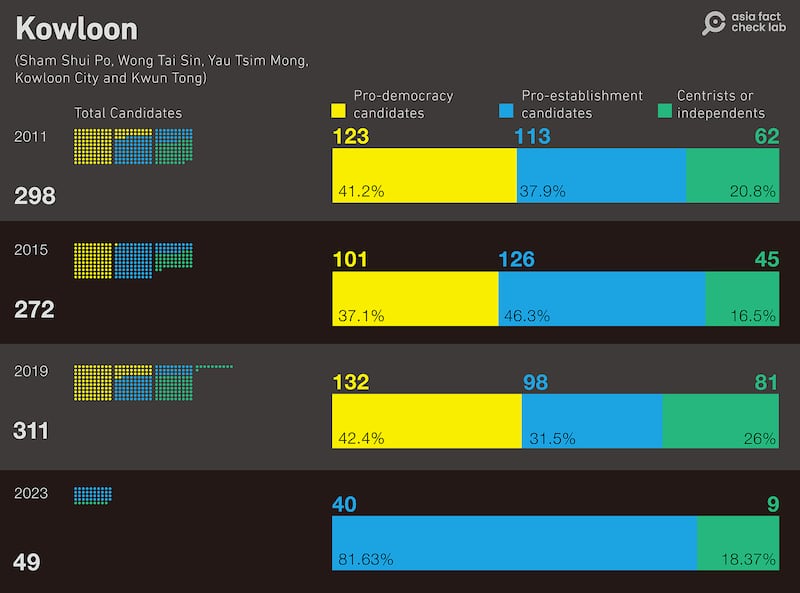 Kowloon
asia fact
check lab
(Sham Shui Po, Wong Tai Sin, Yau Tsim Mong,
Kowloon City and Kwun Tong)
Total Candidates
Pro-democracy
candidates
Pro-establishment
candidates
Centrists or
independents
2011
298
123
113
62
41.2%
37.9%
20.8%
2015
272
101
126
45
37.1%
46.3%
16.5%
2019
311
132
98
81
42.4%
31.5%
26%
2023
49
40
9
81.63%
18.37%